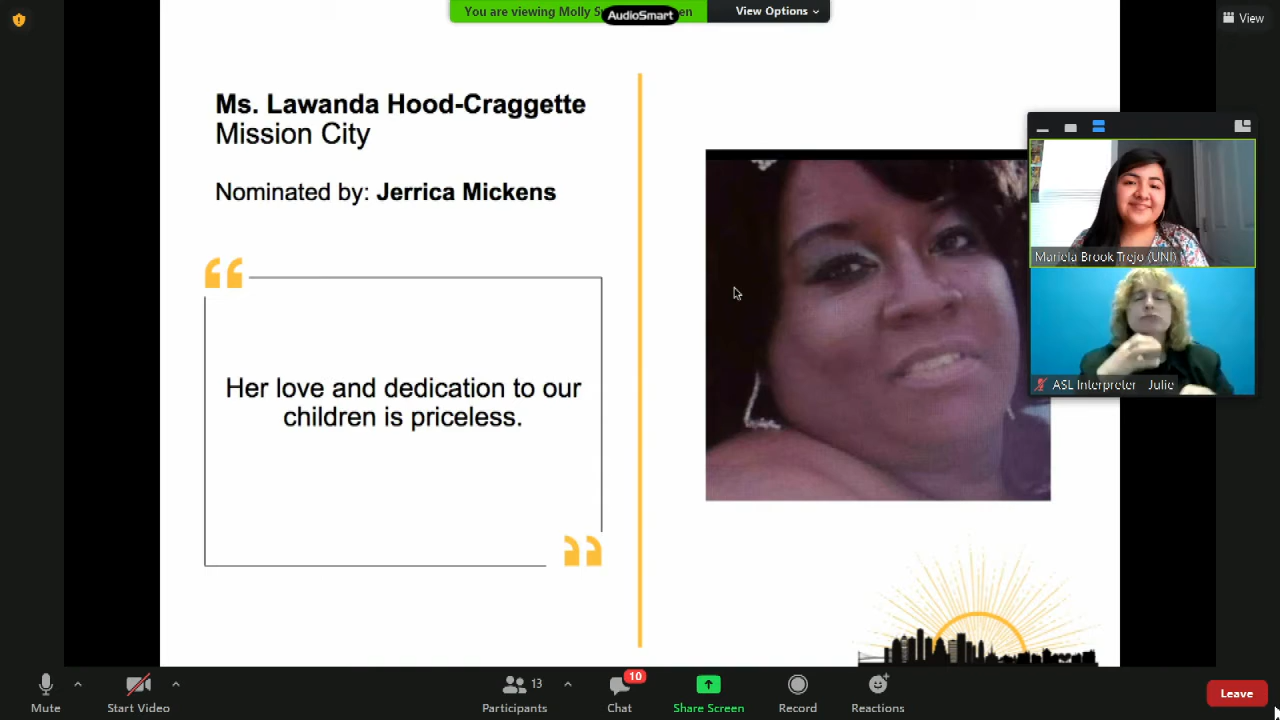 You are viewing Molly S
en
AudioSmart
View Options
View
Ms. Lawanda Hood-Craggette
Mission City
Nominated by: Jerrica Mickens
“
Her love and dedication to our
children is priceless.
”
Mariela Brook Trejo (UNI)
ASL Interpreter - Julie
Mute
Start Video
13
Participants
10
Chat
Share Screen
Record
Reactions
Leave